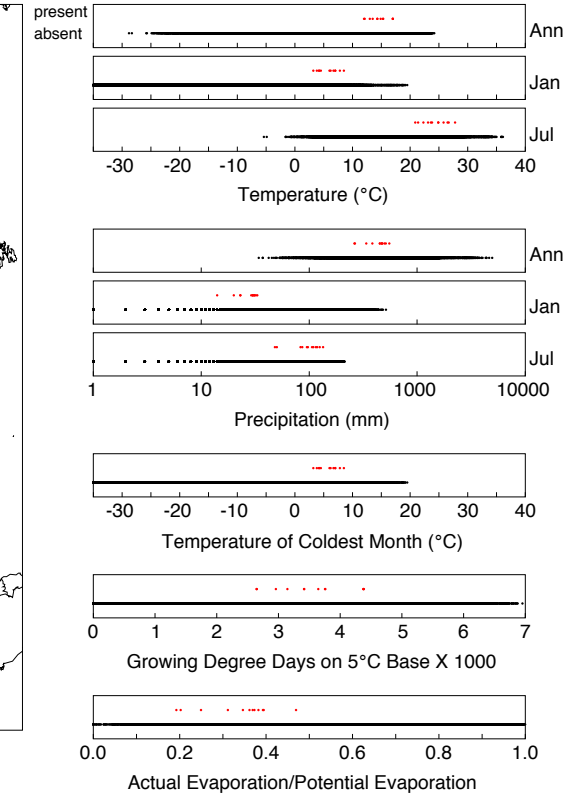 present
absent
Ann
Jan
Jul
-30 -20 -10 0 10 20 30 40
Temperature (°C)
Ann
Jan
Jul
1 10 100 1000 10000
Precipitation (mm)
-30 -20 -10 0 10 20 30 40
Temperature of Coldest Month (°C)
0 1 2 3 4 5 6 7
Growing Degree Days on 5°C Base X 1000
0.0 0.2 0.4 0.6 0.8 1.0
Actual Evaporation/Potential Evaporation